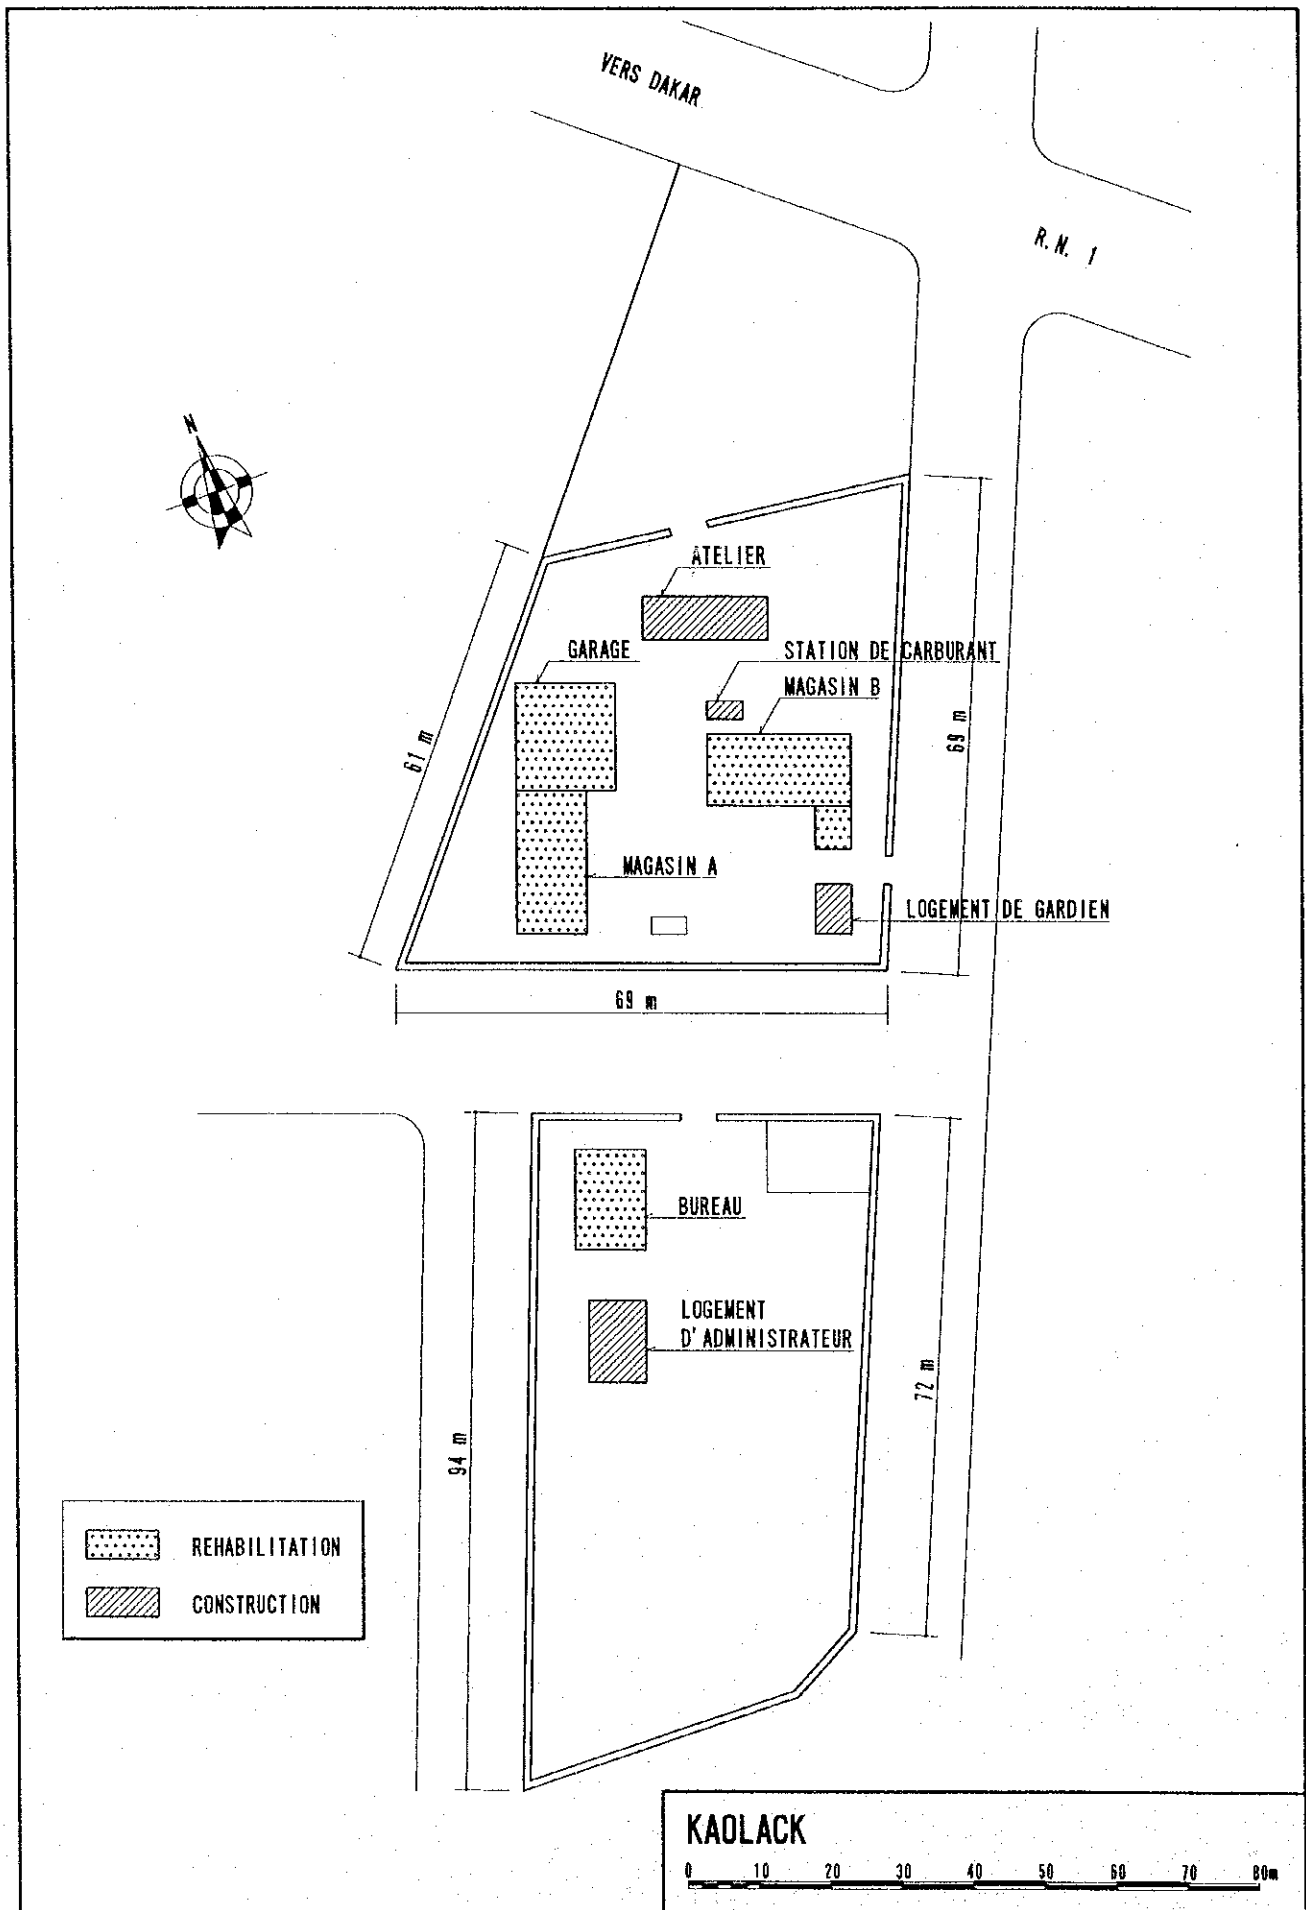 VERS DAKAR
R.N. 1
N
ATELIER
GARAGE
STATION DE CARBURANT
MAGASIN B
61 m
69 m
MAGASIN A
LOGEMENT DE GARDIEN
69 m
BUREAU
LOGEMENT
D'ADMINISTRATEUR
72 m
94 m
REHABILITATION
CONSTRUCTION
KAOLACK
0 10 20 30 40 50 60 70 80m